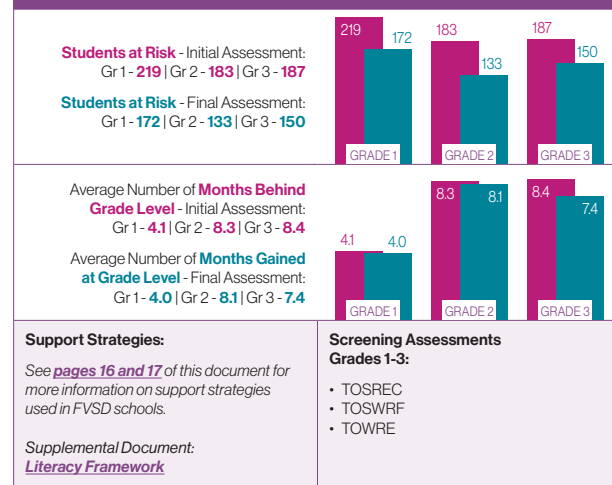 Students at Risk - Initial Assessment:
Gr 1 - 219 | Gr 2 - 183 | Gr 3 - 187
Students at Risk - Final Assessment:
Gr 1 - 172 | Gr 2 - 133 | Gr 3 - 150
219
172
183
133
187
150
GRADE 1
GRADE 2
GRADE 3
Average Number of Months Behind
Grade Level - Initial Assessment:
Gr 1 - 4.1 | Gr 2 - 8.3 | Gr 3 - 8.4
Average Number of Months Gained
at Grade Level - Final Assessment:
Gr 1 - 4.0 | Gr 2 - 8.1 | Gr 3 - 7.4
4.1
4.0
8.3
8.1
8.4
7.4
GRADE 1
GRADE 2
GRADE 3
Support Strategies:
See pages 16 and 17 of this document for
more information on support strategies
used in FVSD schools.
Supplemental Document:
Literacy Framework
Screening Assessments
Grades 1-3:
• TOSREC
• TOSWRF
• TOWRE